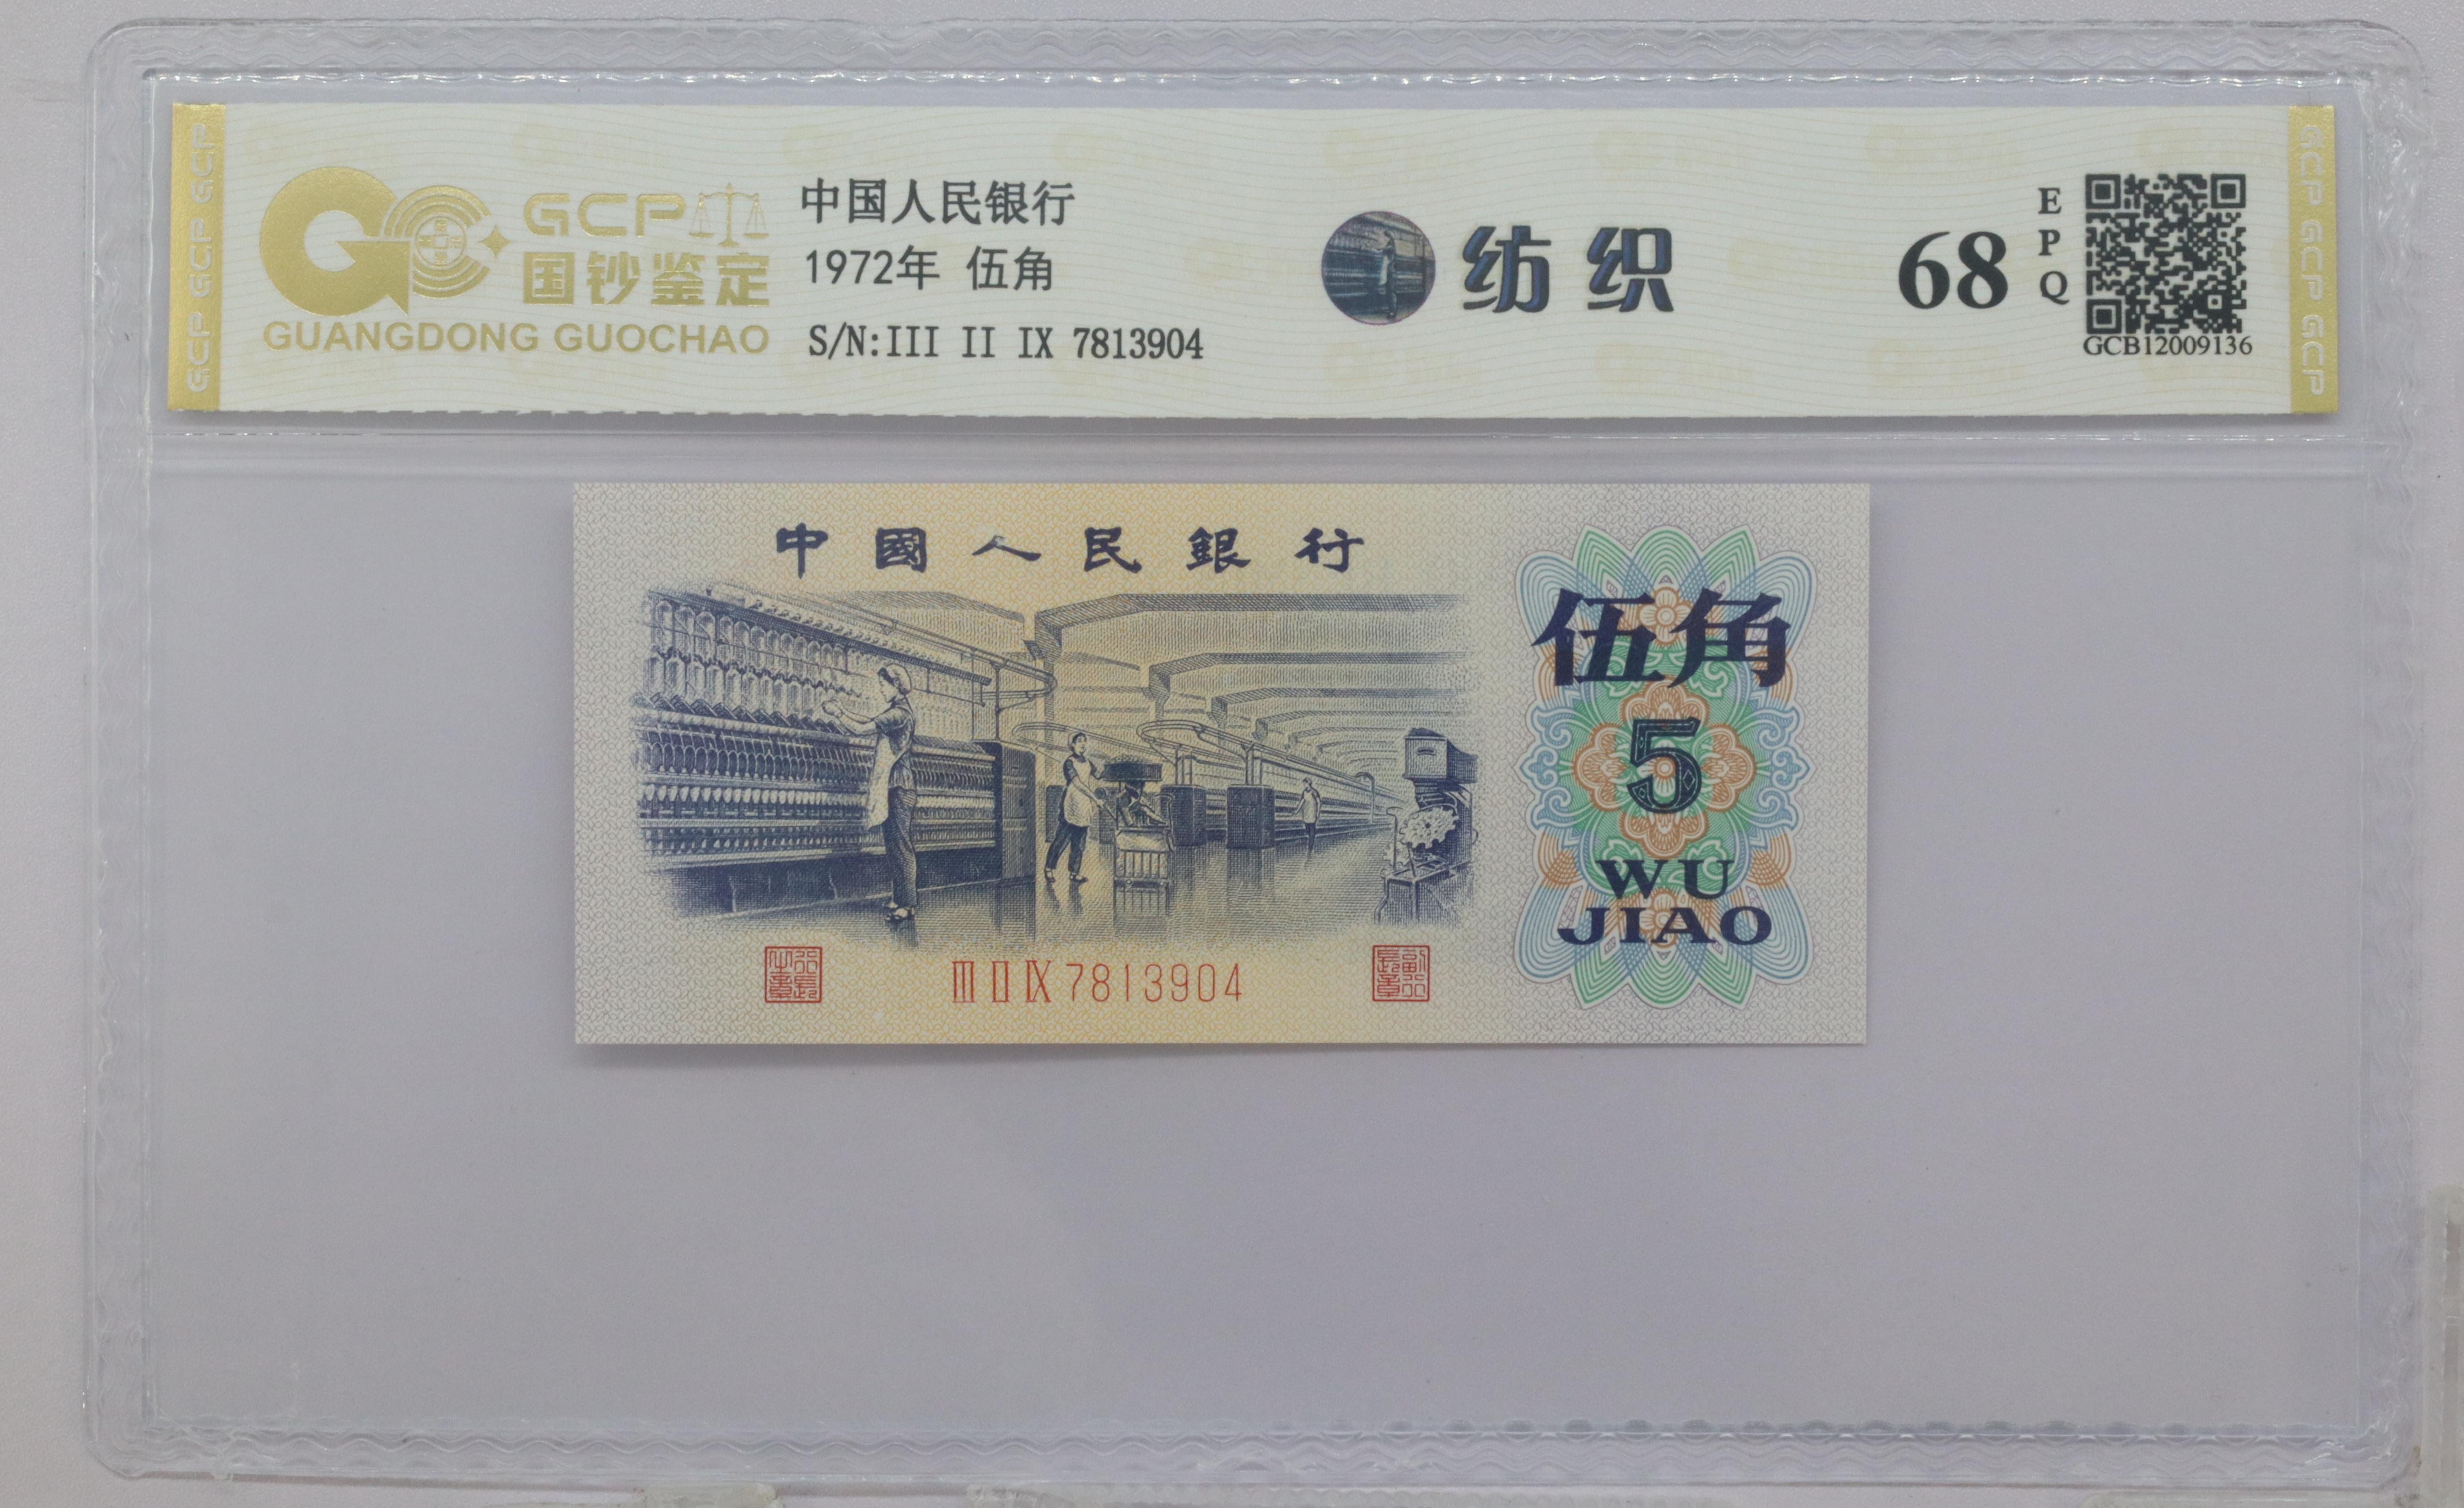 GCP GCP GCP
GCP
国钞鉴定
GUANGDONG GUOCHAO
中国人民银行
1972年 伍角
S/N:III II IX 7813904
纺织
68
EPQ
GCB12009136
GCP GCP GCP
中國人民銀行
伍角
5
WU
JIAO
III II IX 7813904